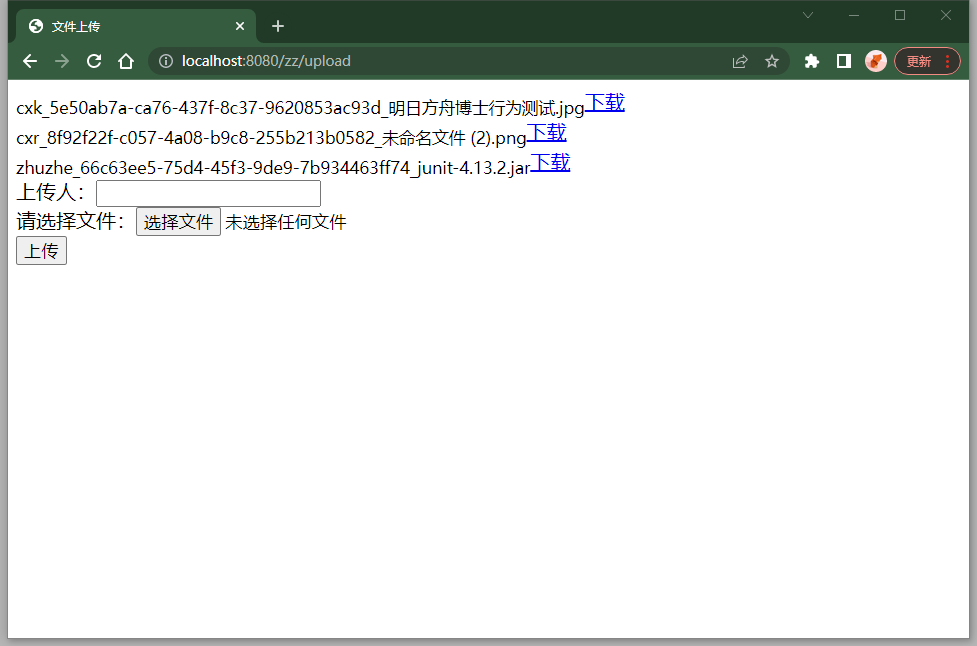 文件上传
localhost:8080/zz/upload
更新
cxk_5e50ab7a-ca76-437f-8c37-9620853ac93d_明日方舟博士行为测试.jpg下载
cxr_8f92f22f-c057-4a08-b9c8-255b213b0582_未命名文件 (2).png下载
zhuzhe_66c63ee5-75d4-45f3-9de9-7b934463ff74_junit-4.13.2.jar下载
上传人：
请选择文件： 选择文件 未选择任何文件
上传